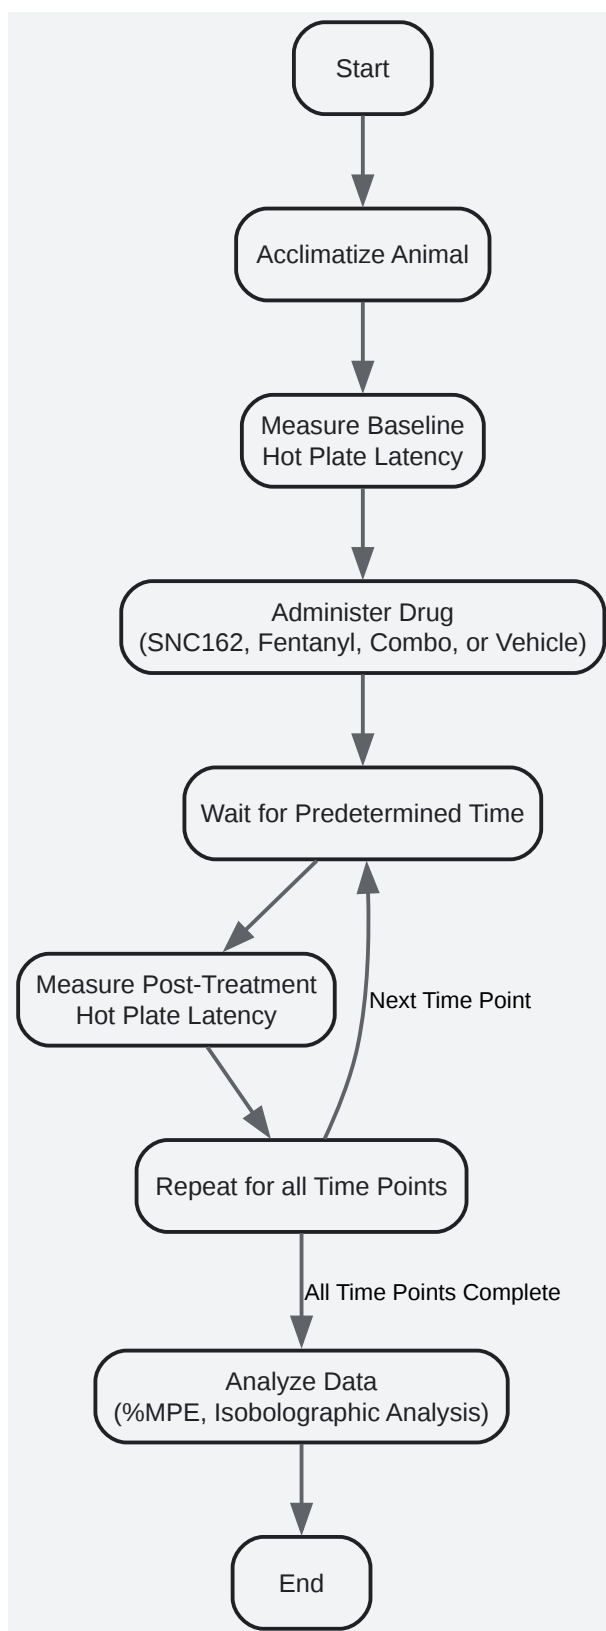 Start
Acclimatize Animal
Measure Baseline
Hot Plate Latency
Administer Drug
(SNC162, Fentanyl, Combo, or Vehicle)
Wait for Predetermined Time
Measure Post-Treatment
Hot Plate Latency
Next Time Point
Repeat for all Time Points
All Time Points Complete
Analyze Data
(%MPE, Isobolographic Analysis)
End